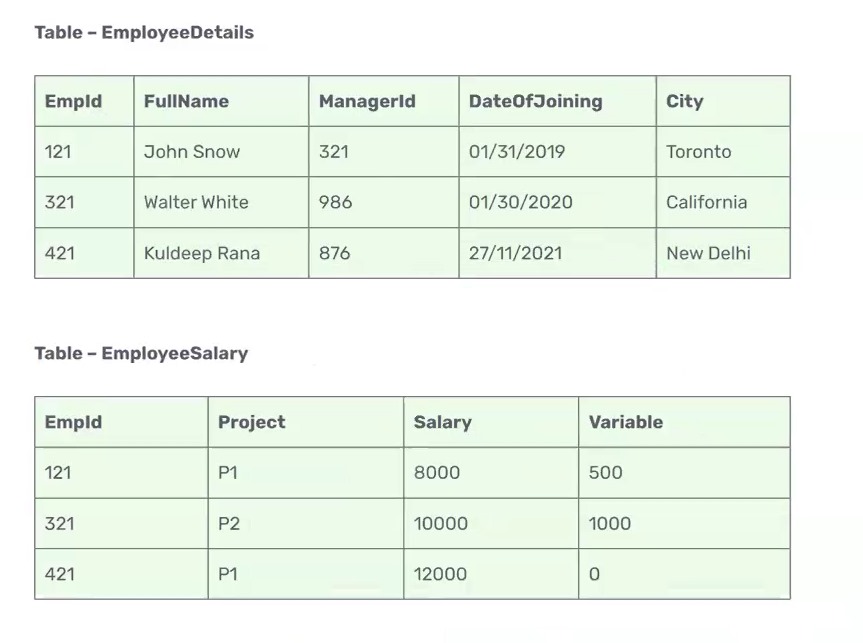 Table – EmployeeDetails
EmpId FullName ManagerId DateOfJoining City
121 John Snow 321 01/31/2019 Toronto
321 Walter White 986 01/30/2020 California
421 Kuldeep Rana 876 27/11/2021 New Delhi
Table – EmployeeSalary
EmpId Project Salary Variable
121 P1 8000 500
321 P2 10000 1000
421 P1 12000 0